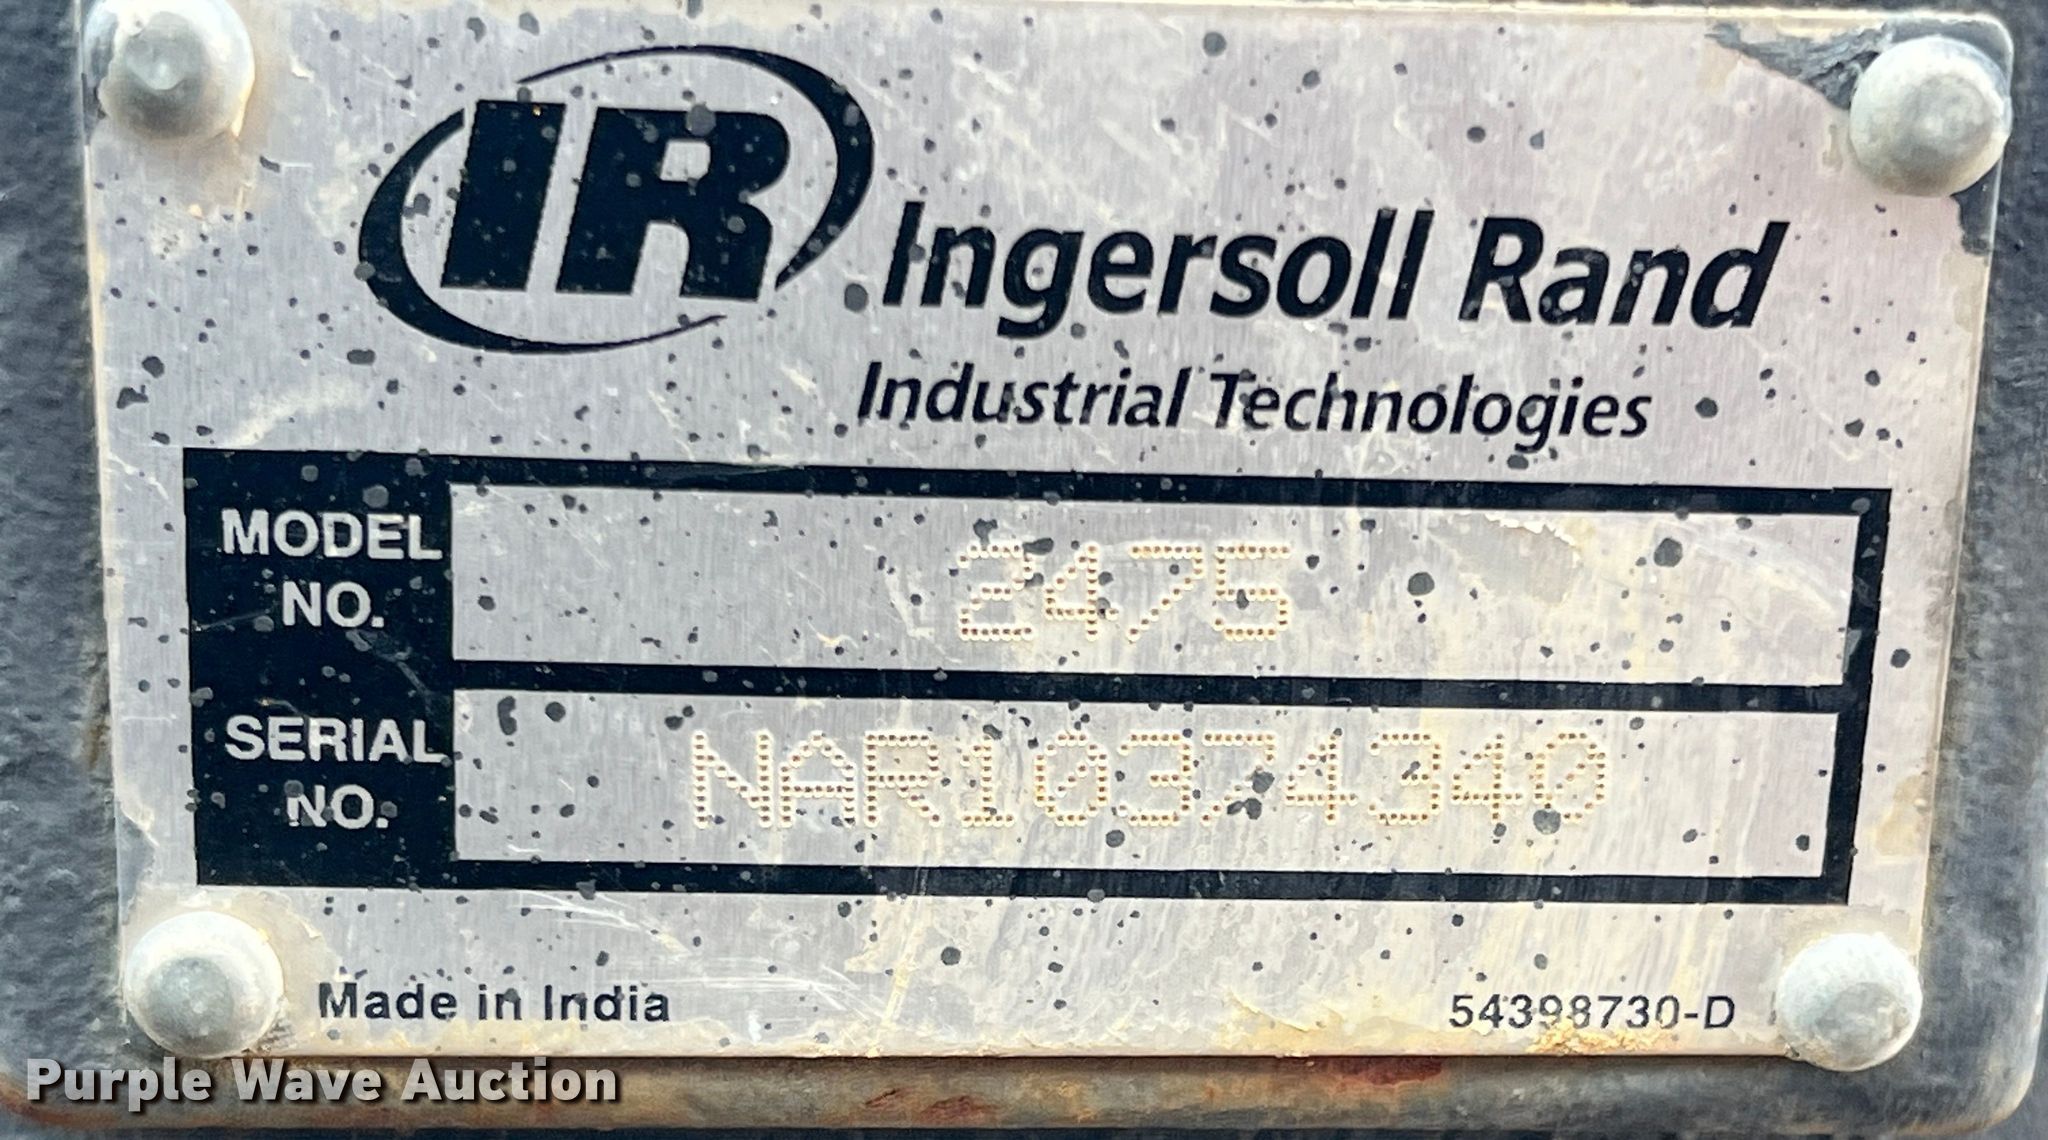 IR Ingersoll Rand
Industrial Technologies
MODEL NO. 2475
SERIAL NO. NAR10374340
Made in India 54398730-D
Purple Wave Auction